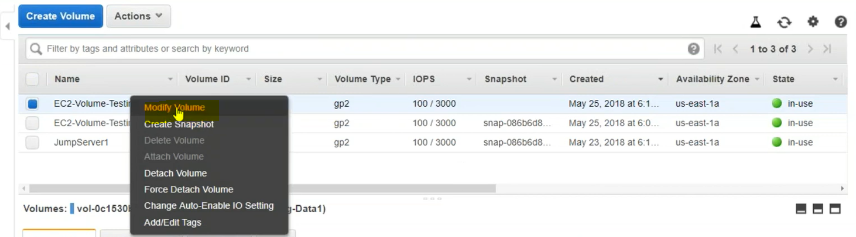 Create Volume Actions
Filter by tags and attributes or search by keyword 1 to 3 of 3
Name Volume ID Size Volume Type IOPS Snapshot Created Availability Zone State
EC2-Volume-Testin gp2 100 / 3000 May 25, 2018 at 6:1... us-east-1a in-use
EC2-Volume-Testin gp2 100 / 3000 snap-086b6d8... May 25, 2018 at 6:0... us-east-1a in-use
JumpServer1 gp2 100 / 3000 snap-086b6d8... May 23, 2018 at 6:1... us-east-1a in-use
Modify Volume
Create Snapshot
Delete Volume
Attach Volume
Detach Volume
Force Detach Volume
Change Auto-Enable IO Setting
Add/Edit Tags
Volumes: vol-0c1530 g-Data1)